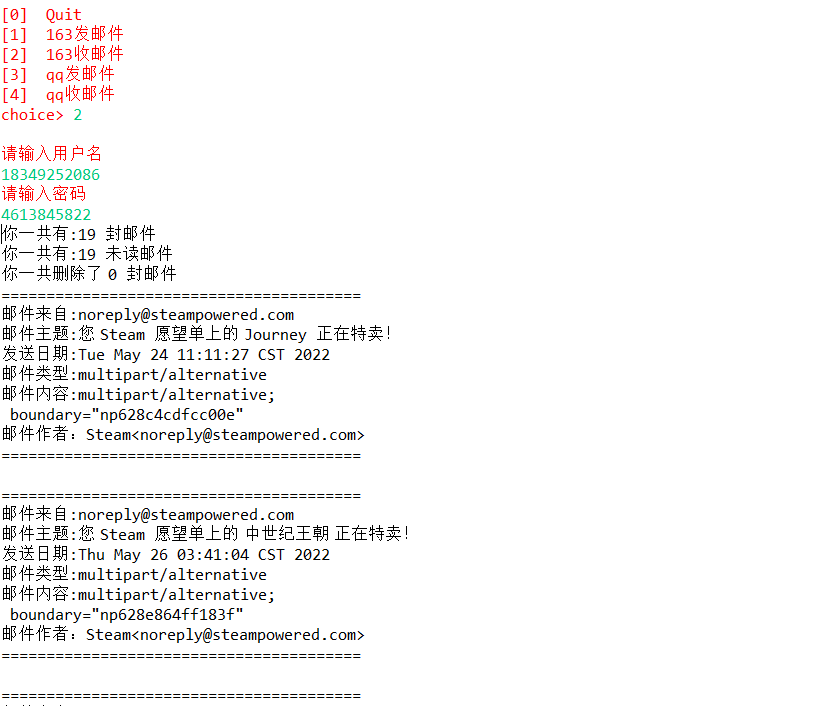 [0] Quit
[1] 163发邮件
[2] 163收邮件
[3] qq发邮件
[4] qq收邮件
choice> 2
请输入用户名
18349252086
请输入密码
4613845822
你一共有:19 封邮件
你一共有:19 未读邮件
你一共删除了 0 封邮件
========================================
邮件来自:noreply@steampowered.com
邮件主题:您 Steam 愿望单上的 Journey 正在特卖!
发送日期:Tue May 24 11:11:27 CST 2022
邮件类型:multipart/alternative
邮件内容:multipart/alternative;
boundary="np628c4cdfcc00e"
邮件作者: Steam<noreply@steampowered.com>
========================================
========================================
邮件来自:noreply@steampowered.com
邮件主题:您 Steam 愿望单上的 中世纪王朝 正在特卖!
发送日期:Thu May 26 03:41:04 CST 2022
邮件类型:multipart/alternative
邮件内容:multipart/alternative;
boundary="np628e864ff183f"
邮件作者: Steam<noreply@steampowered.com>
========================================
========================================